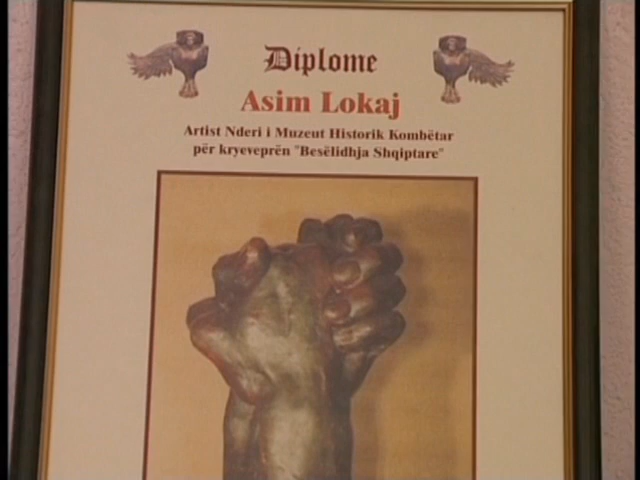 Diplome
Asim Lokaj
Artist Nderi i Muzeut Historik Kombëtar
për kryeveprën "Besëlidhja Shqiptare"